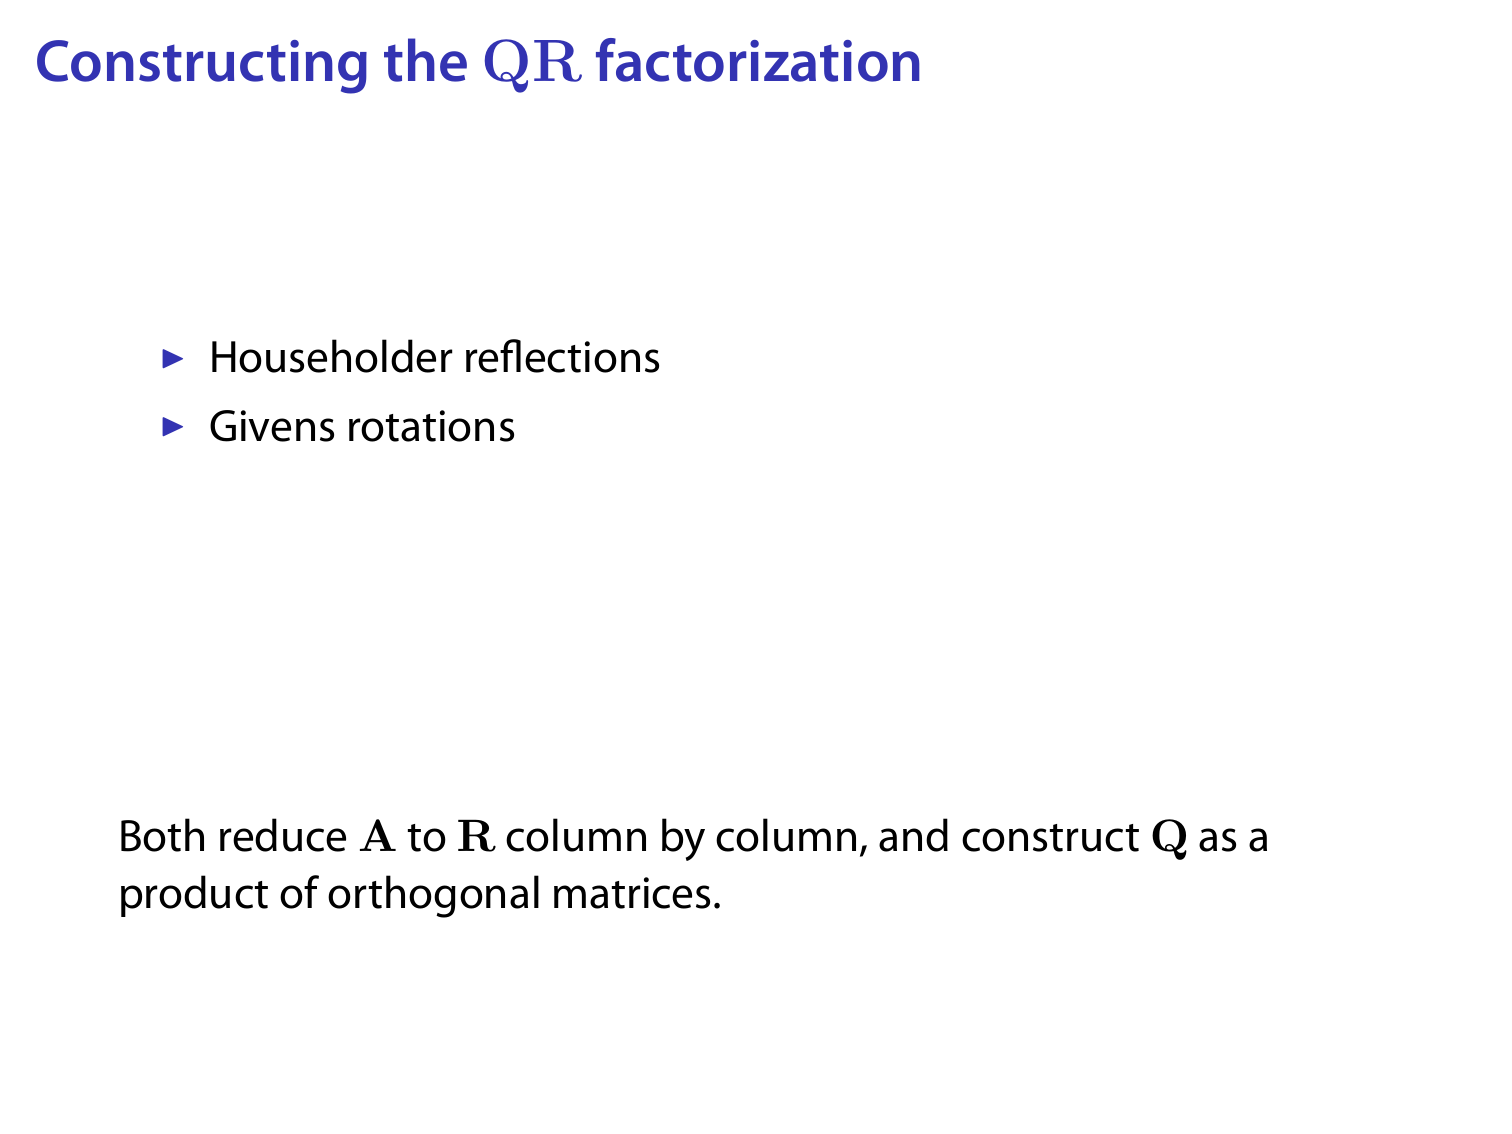 Constructing the QR factorization
▶ Householder reflections
▶ Givens rotations
Both reduce A to R column by column, and construct Q as a
product of orthogonal matrices.